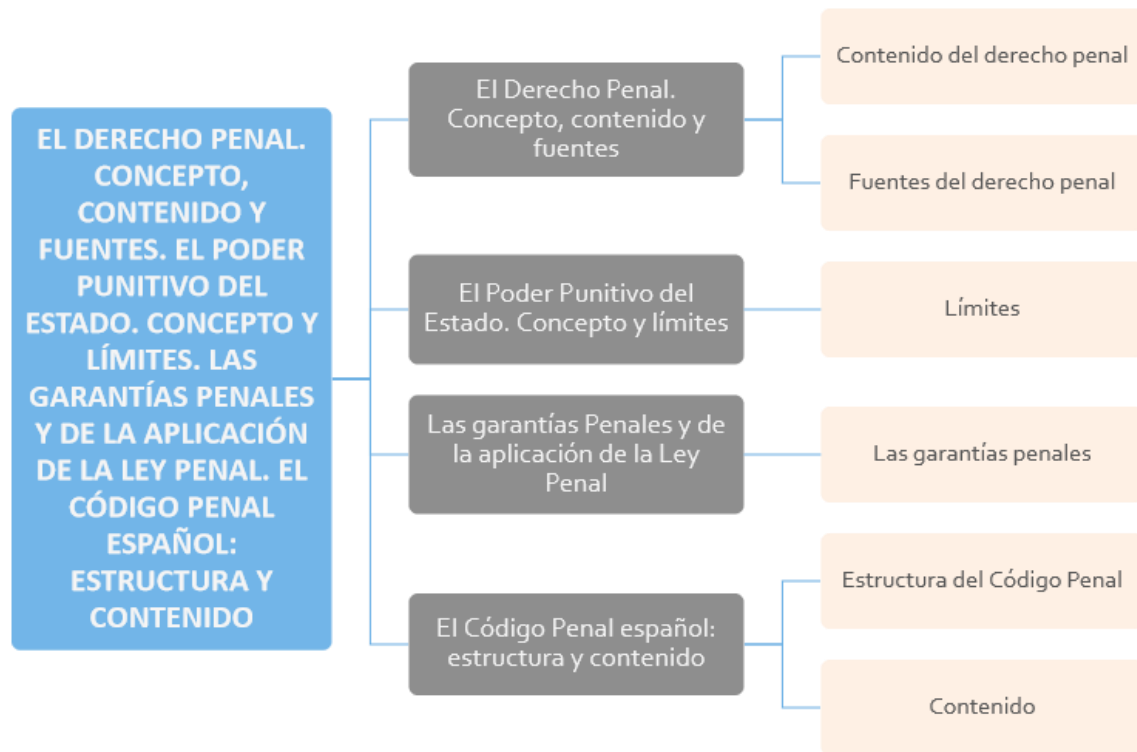 EL DERECHO PENAL.
CONCEPTO,
CONTENIDO Y
FUENTES. EL PODER
PUNITIVO DEL
ESTADO. CONCEPTO Y
LÍMITES. LAS
GARANTÍAS PENALES
Y DE LA APLICACIÓN
DE LA LEY PENAL. EL
CÓDIGO PENAL
ESPAÑOL:
ESTRUCTURA Y
CONTENIDO
El Derecho Penal.
Concepto, contenido y
fuentes
Contenido del derecho penal
Fuentes del derecho penal
El Poder Punitivo del
Estado. Concepto y límites
Límites
Las garantías Penales y de
la aplicación de la Ley
Penal
Las garantías penales
El Código Penal español:
estructura y contenido
Estructura del Código Penal
Contenido